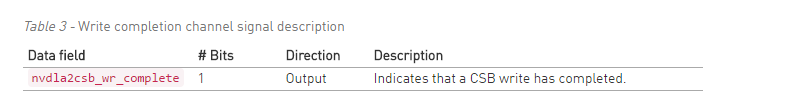 Table 3 - Write completion channel signal description
Data field # Bits Direction Description
nvdla2csb_wr_complete 1 Output Indicates that a CSB write has completed.